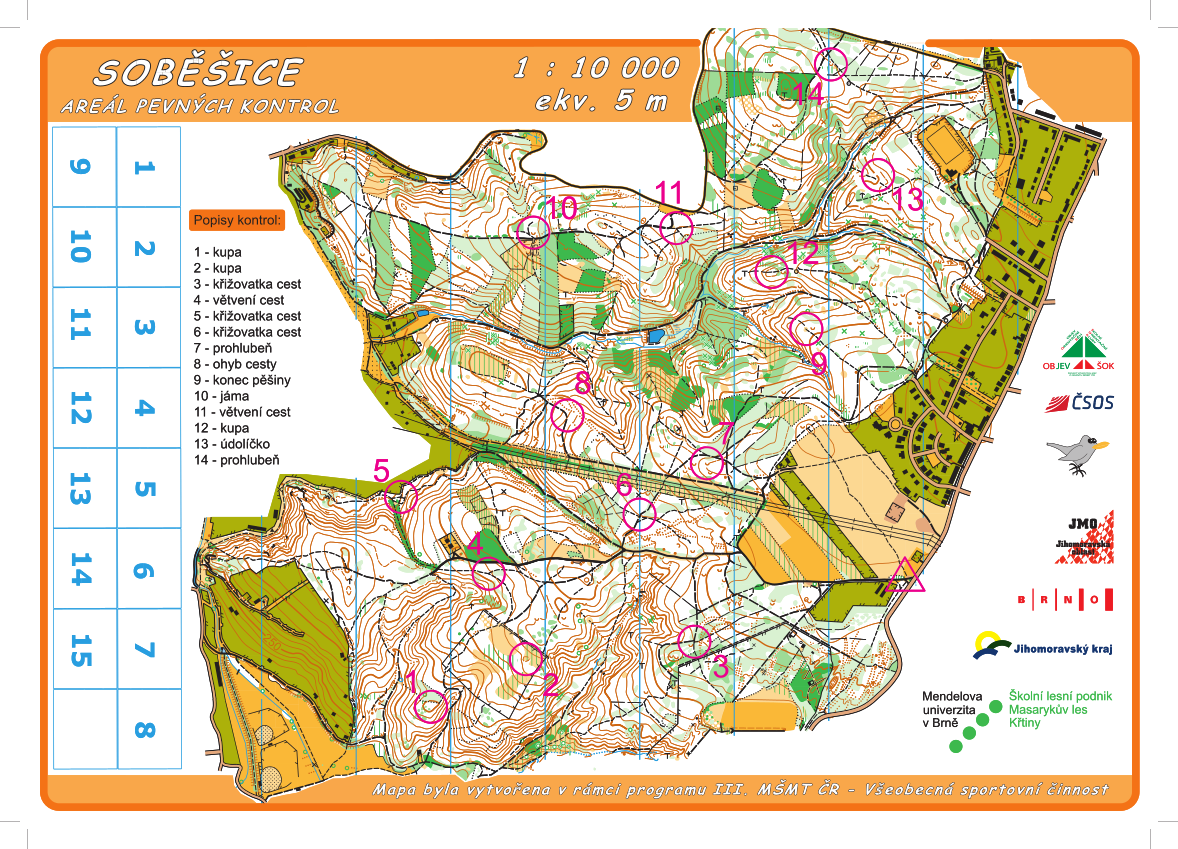 SOBĚŠICE
AREÁL PEVNÝCH KONTROL
1 : 10 000
ekv. 5 m
9 1
10 2
11 3
12 4
13 5
14 6
15 7
8
Popisy kontrol:
1 - kupa
2 - kupa
3 - křižovatka cest
4 - větvení cest
5 - křižovatka cest
6 - křižovatka cest
7 - prohlubeň
8 - ohyb cesty
9 - konec pěšiny
10 - jáma
11 - větvení cest
12 - kupa
13 - údolíčko
14 - prohlubeň
14
13
11
10
12
9
8
7
5
6
4
3
2
1
OBJEV ŠOK
ČSOS
JMO
Jihomoravská
oblast
BRNO
Jihomoravský kraj
Mendelova
univerzita
v Brně
Školní lesní podnik
Masarykův les
Křtiny
Mapa byla vytvořena v rámci programu III. MŠMT ČR - Všeobecná sportovní činnost